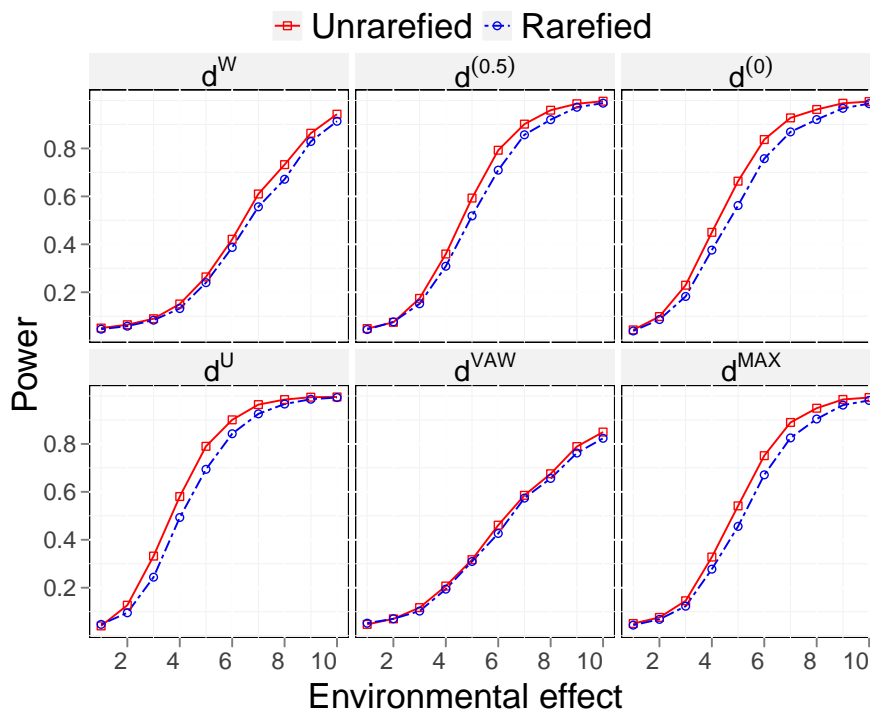 Unrarefied Rarefied
d^W d^(0.5) d^(0)
0.8
0.6
0.4
0.2
Power
d^U d^VAW d^MAX
0.8
0.6
0.4
0.2
2 4 6 8 10 2 4 6 8 10 2 4 6 8 10
Environmental effect